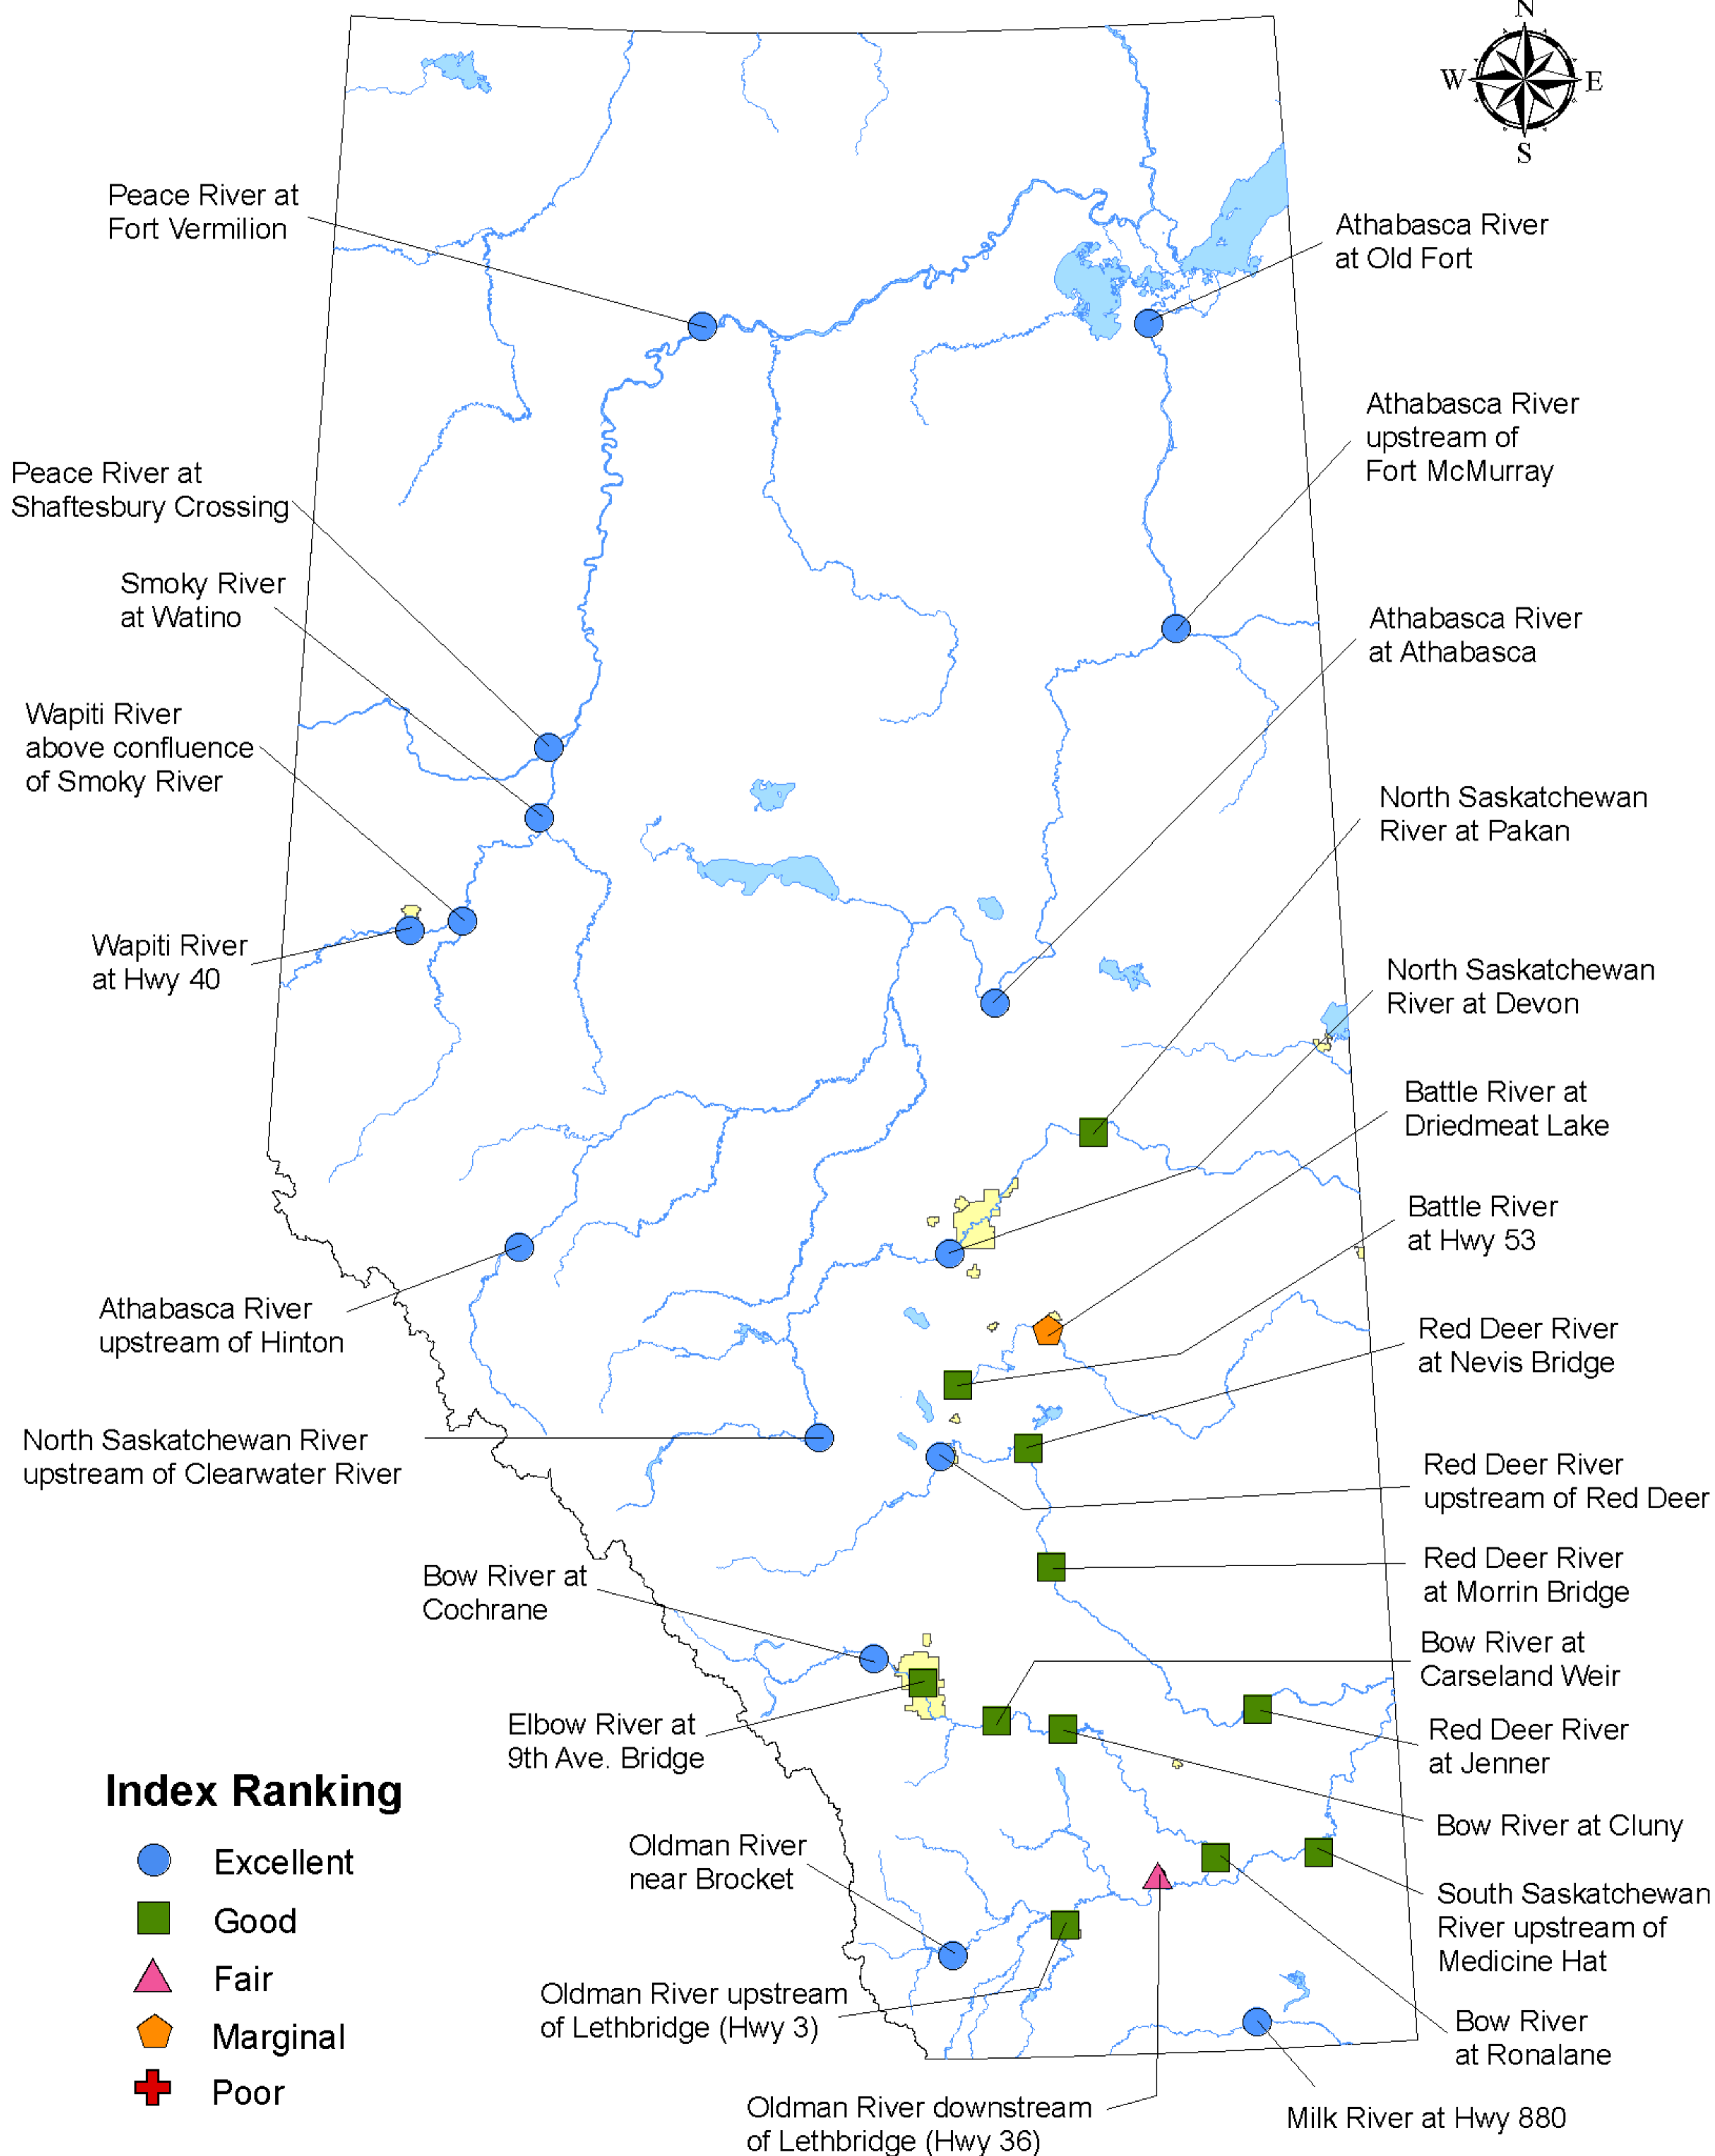 N
W
E
S
Peace River at
Fort Vermilion
Athabasca River
at Old Fort
Athabasca River
upstream of
Fort McMurray
Peace River at
Shaftesbury Crossing
Smoky River
at Watino
Athabasca River
at Athabasca
Wapiti River
above confluence
of Smoky River
North Saskatchewan
River at Pakan
Wapiti River
at Hwy 40
North Saskatchewan
River at Devon
Battle River at
Driedmeat Lake
Battle River
at Hwy 53
Athabasca River
upstream of Hinton
Red Deer River
at Nevis Bridge
North Saskatchewan River
upstream of Clearwater River
Red Deer River
upstream of Red Deer
Red Deer River
at Morrin Bridge
Bow River at
Cochrane
Bow River at
Carseland Weir
Elbow River at
9th Ave. Bridge
Red Deer River
at Jenner
Bow River at Cluny
Oldman River
near Brocket
South Saskatchewan
River upstream of
Medicine Hat
Oldman River upstream
of Lethbridge (Hwy 3)
Bow River
at Ronalane
Oldman River downstream
of Lethbridge (Hwy 36)
Milk River at Hwy 880
Index Ranking
Excellent
Good
Fair
Marginal
Poor